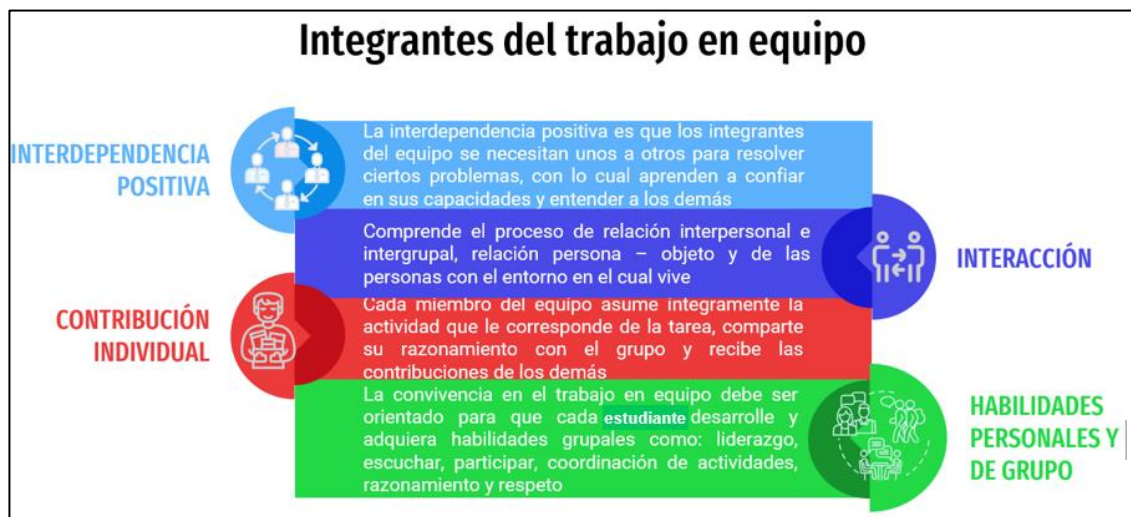 Integrantes del trabajo en equipo
INTERDEPENDENCIA
POSITIVA
La interdependencia positiva es que los integrantes
del equipo se necesitan unos a otros para resolver
ciertos problemas, con lo cual aprenden a confiar
en sus capacidades y entender a los demás
Comprende el proceso de relación interpersonal e
intergrupal, relación persona – objeto y de las
personas con el entorno en el cual vive
INTERACCIÓN
CONTRIBUCIÓN
INDIVIDUAL
Cada miembro del equipo asume íntegramente la
actividad que le corresponde de la tarea, comparte
su razonamiento con el grupo y recibe las
contribuciones de los demás
La convivencia en el trabajo en equipo debe ser
orientado para que cada estudiante desarrolle y
adquiera habilidades grupales como: liderazgo,
escuchar, participar, coordinación de actividades,
razonamiento y respeto
HABILIDADES
PERSONALES Y
DE GRUPO